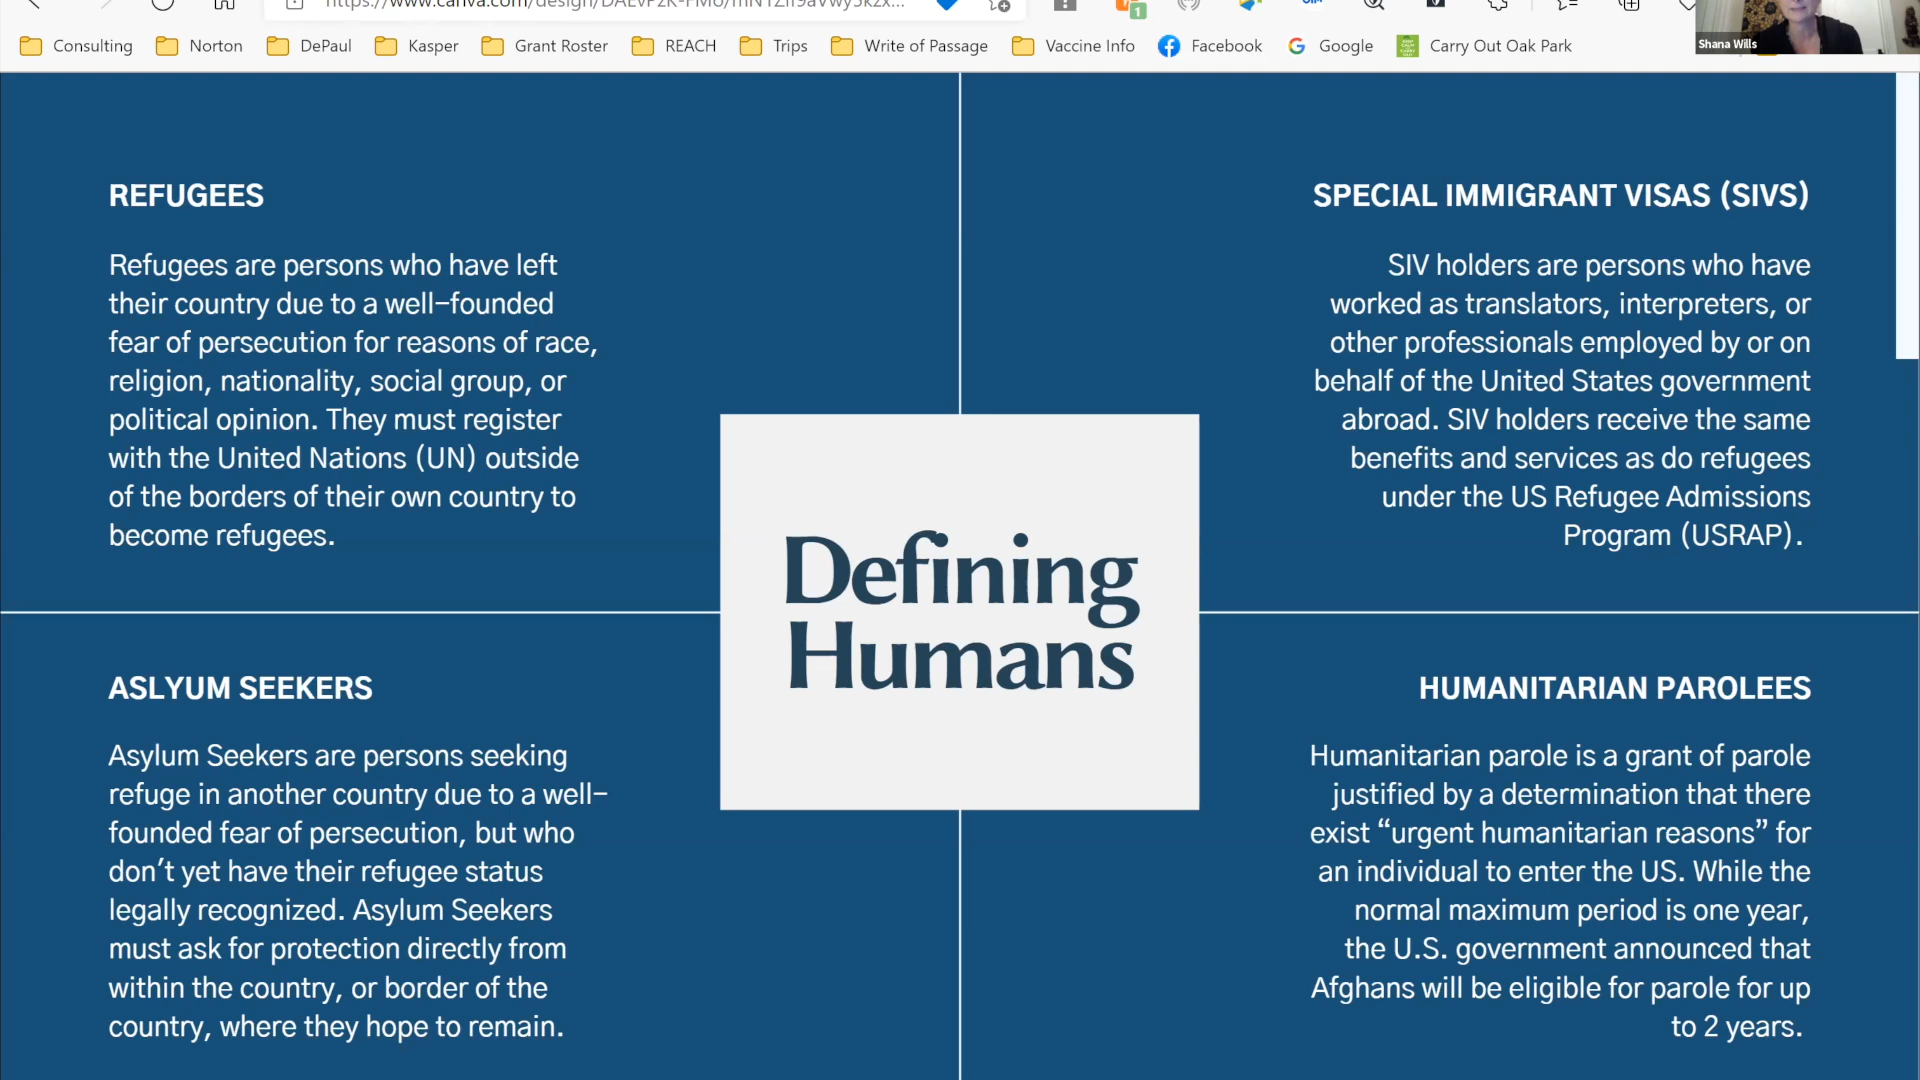 Consulting Norton DePaul Kasper Grant Roster REACH Trips Write of Passage Vaccine Info Facebook Google Carry Out Oak Park
Shana Wills
REFUGEES
Refugees are persons who have left
their country due to a well-founded
fear of persecution for reasons of race,
religion, nationality, social group, or
political opinion. They must register
with the United Nations (UN) outside
of the borders of their own country to
become refugees.
SPECIAL IMMIGRANT VISAS (SIVS)
SIV holders are persons who have
worked as translators, interpreters, or
other professionals employed by or on
behalf of the United States government
abroad. SIV holders receive the same
benefits and services as do refugees
under the US Refugee Admissions
Program (USRAP).
Defining
Humans
ASLYUM SEEKERS
Asylum Seekers are persons seeking
refuge in another country due to a well-
founded fear of persecution, but who
don't yet have their refugee status
legally recognized. Asylum Seekers
must ask for protection directly from
within the country, or border of the
country, where they hope to remain.
HUMANITARIAN PAROLEES
Humanitarian parole is a grant of parole
justified by a determination that there
exist “urgent humanitarian reasons” for
an individual to enter the US. While the
normal maximum period is one year,
the U.S. government announced that
Afghans will be eligible for parole for up
to 2 years.